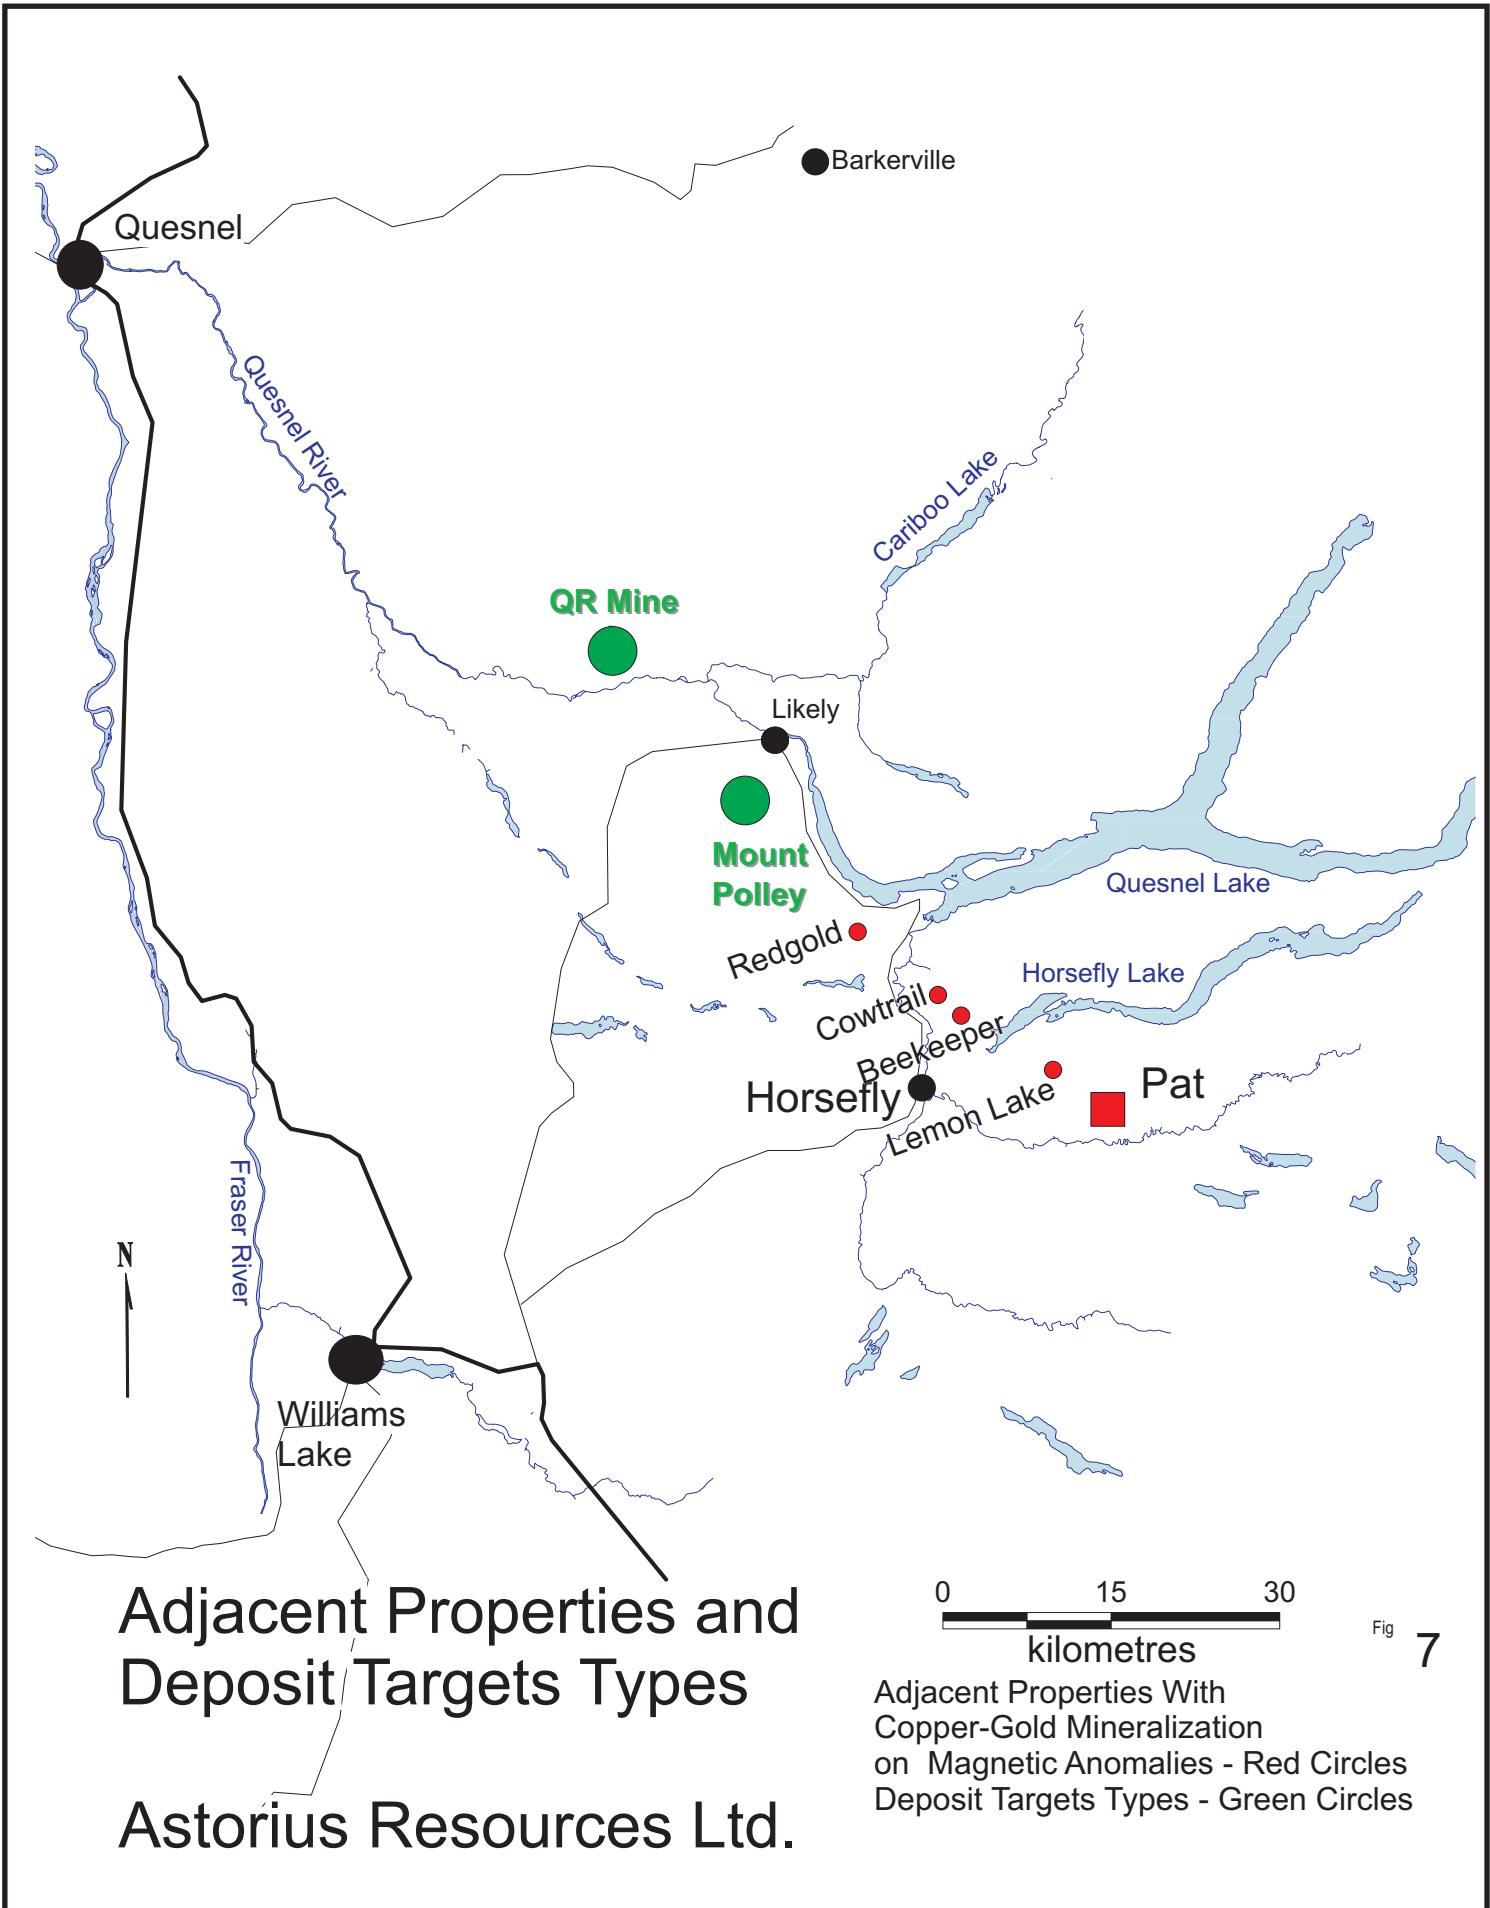 Barkerville
Quesnel
Quesnel River
Cariboo Lake
QR Mine
Likely
Mount
Polley
Quesnel Lake
Redgold
Horsefly Lake
Cowtrail
Beekeeper
Horsefly
Lemon Lake
Pat
Fraser River
N
Williams
Lake
0 15 30
kilometres
Fig 7
Adjacent Properties and
Deposit Targets Types
Astorius Resources Ltd.
Adjacent Properties With
Copper-Gold Mineralization
on Magnetic Anomalies - Red Circles
Deposit Targets Types - Green Circles